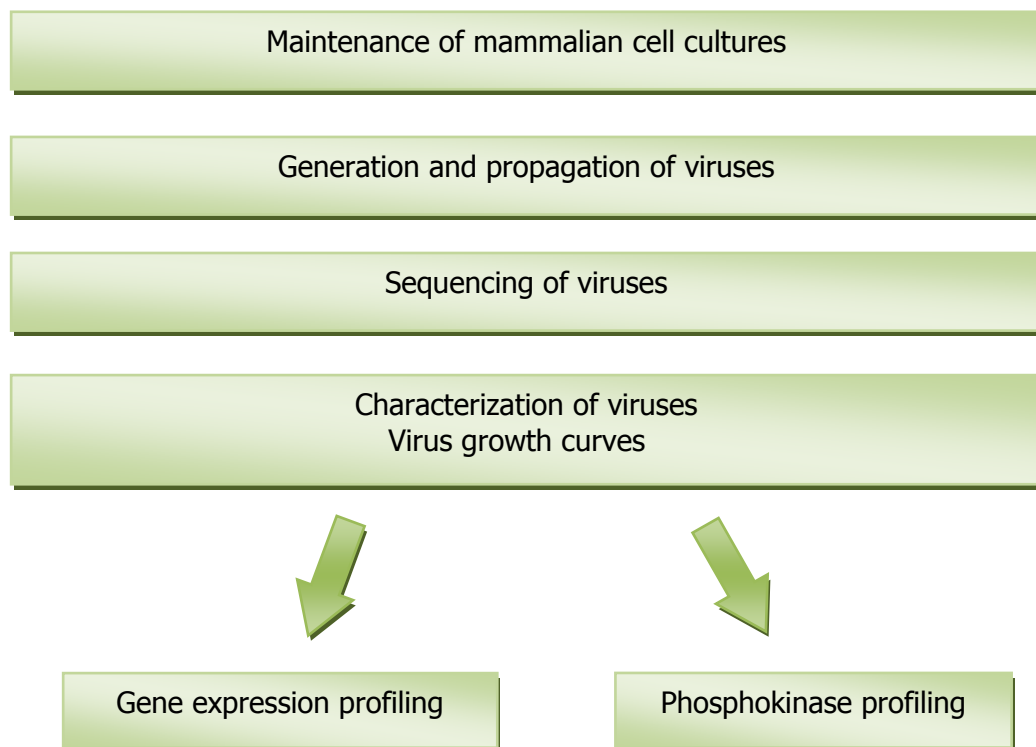 Maintenance of mammalian cell cultures
Generation and propagation of viruses
Sequencing of viruses
Characterization of viruses
Virus growth curves
Gene expression profiling
Phosphokinase profiling